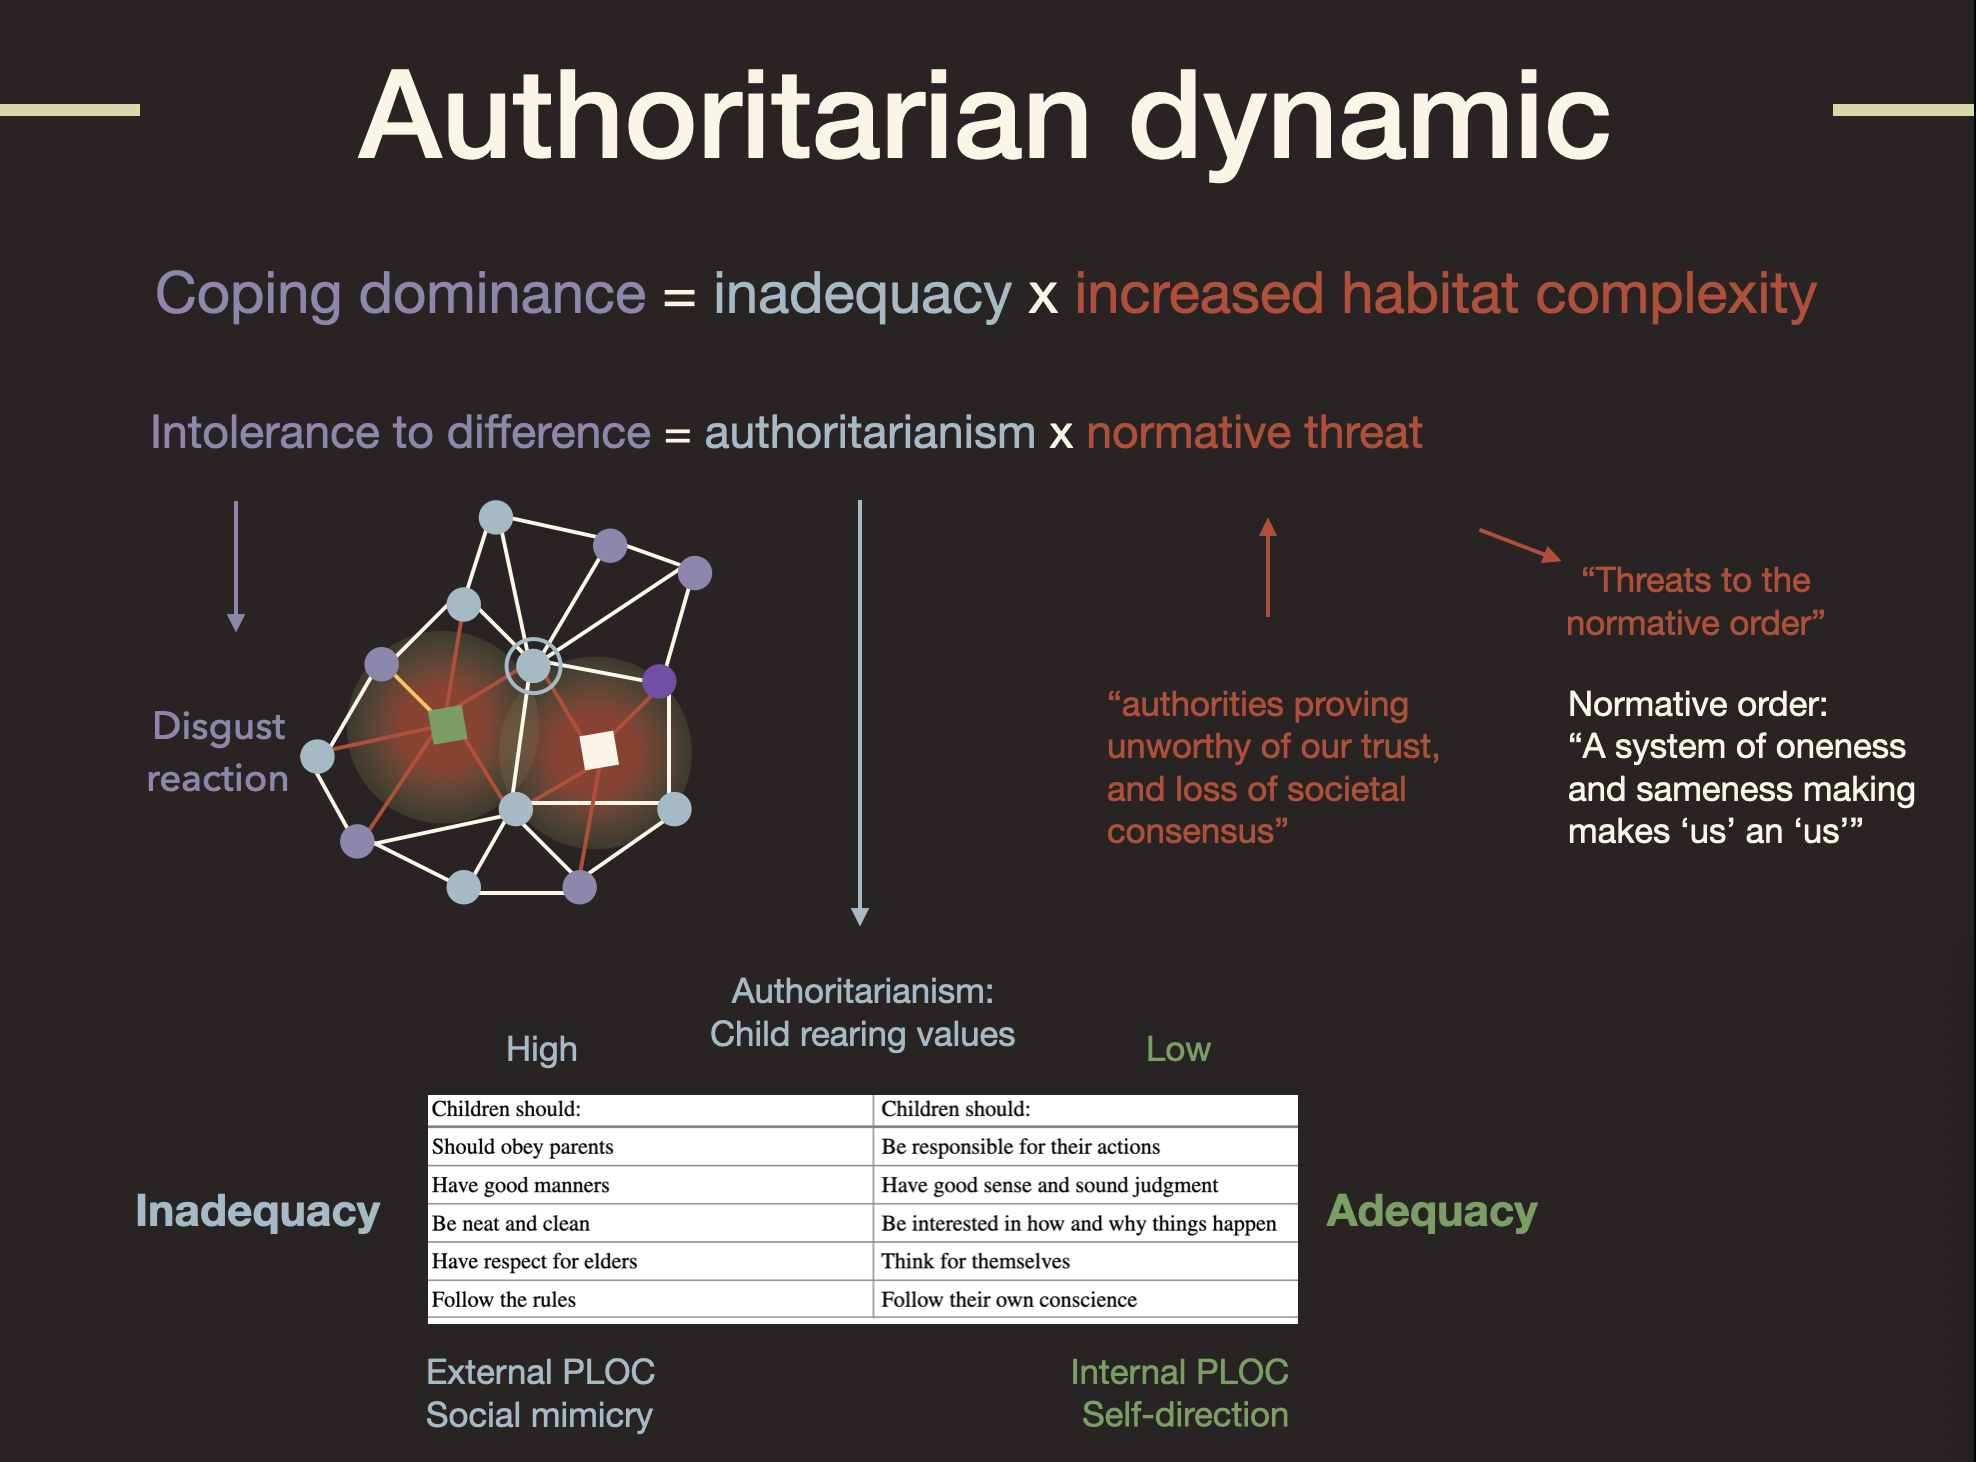 Authoritarian dynamic
Coping dominance = inadequacy x increased habitat complexity
Intolerance to difference = authoritarianism x normative threat
Disgust
reaction
“authorities proving
unworthy of our trust,
and loss of societal
consensus”
“Threats to the
normative order”
Normative order:
“A system of oneness
and sameness making
makes ‘us’ an ‘us’”
Authoritarianism:
Child rearing values
High
Low
Inadequacy
Children should:
Children should:
Should obey parents
Be responsible for their actions
Have good manners
Have good sense and sound judgment
Be neat and clean
Be interested in how and why things happen
Have respect for elders
Think for themselves
Follow the rules
Follow their own conscience
Adequacy
External PLOC
Social mimicry
Internal PLOC
Self-direction